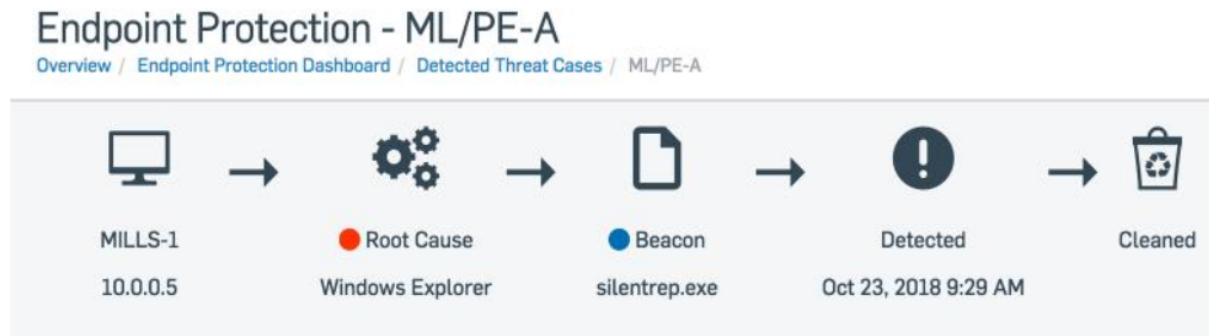 Endpoint Protection - ML/PE-A
Overview / Endpoint Protection Dashboard / Detected Threat Cases / ML/PE-A
MILLS-1
Root Cause
Beacon
Detected
Cleaned
10.0.0.5
Windows Explorer
silentrep.exe
Oct 23, 2018 9:29 AM